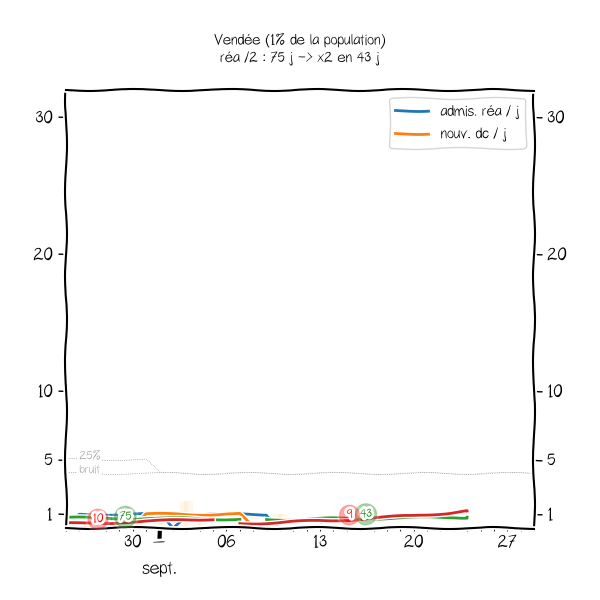 Vendée (1% de la population)
réa /2 : 75 j -> x2 en 43 j
admis. réa / j
nouv. dc / j
30 30
20 20
10 10
25%
5 5
bruit
1 10 75 9 43 1
30 1 06 13 20 27
sept.